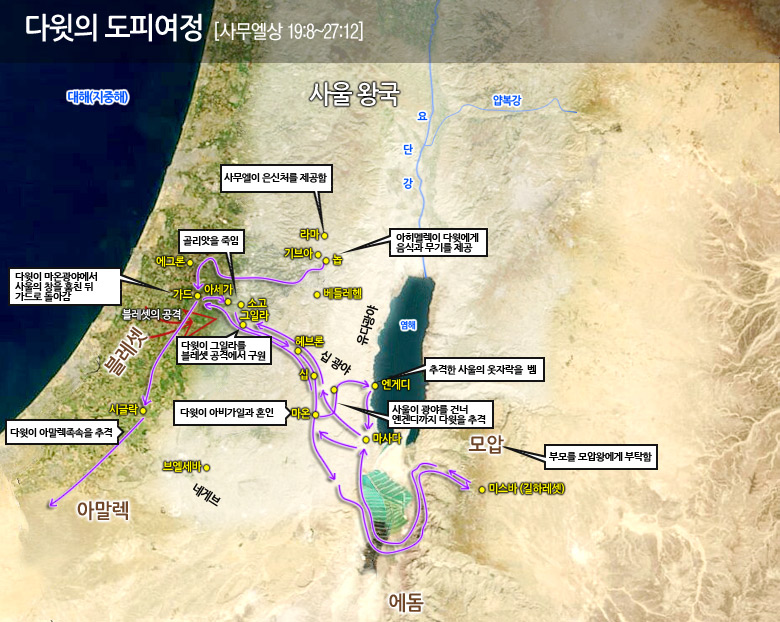 다윗의 도피여정 [사무엘상 19:8~27:12]
대해(지중해)
사울 왕국
얍복강
요
단
강
사무엘이 은신처를 제공함
라마
골리앗을 죽임
아히멜렉이 다윗에게
음식과 무기를 제공
기브아
놉
에그론
다윗이 마온광야에서
사울의 창을 훔친 뒤
가드로 돌아감
가드
아세가
베들레헴
소고
블레셋의 공격
그일라
유다광야
염해
블레셋
다윗이 그일라를
블레셋 공격에서 구원
헤브론
십 광야
십
추격한 사울의 옷자락을 벰
엔게디
시글락
다윗이 아비가일과 혼인
마온
사울이 광야를 건너
엔겐디까지 다윗을 추격
다윗이 아말렉족속을 추격
마사다
모압
부모를 모압왕에게 부탁함
브엘세바
네게브
미스바 (길하레셋)
아말렉
에돔